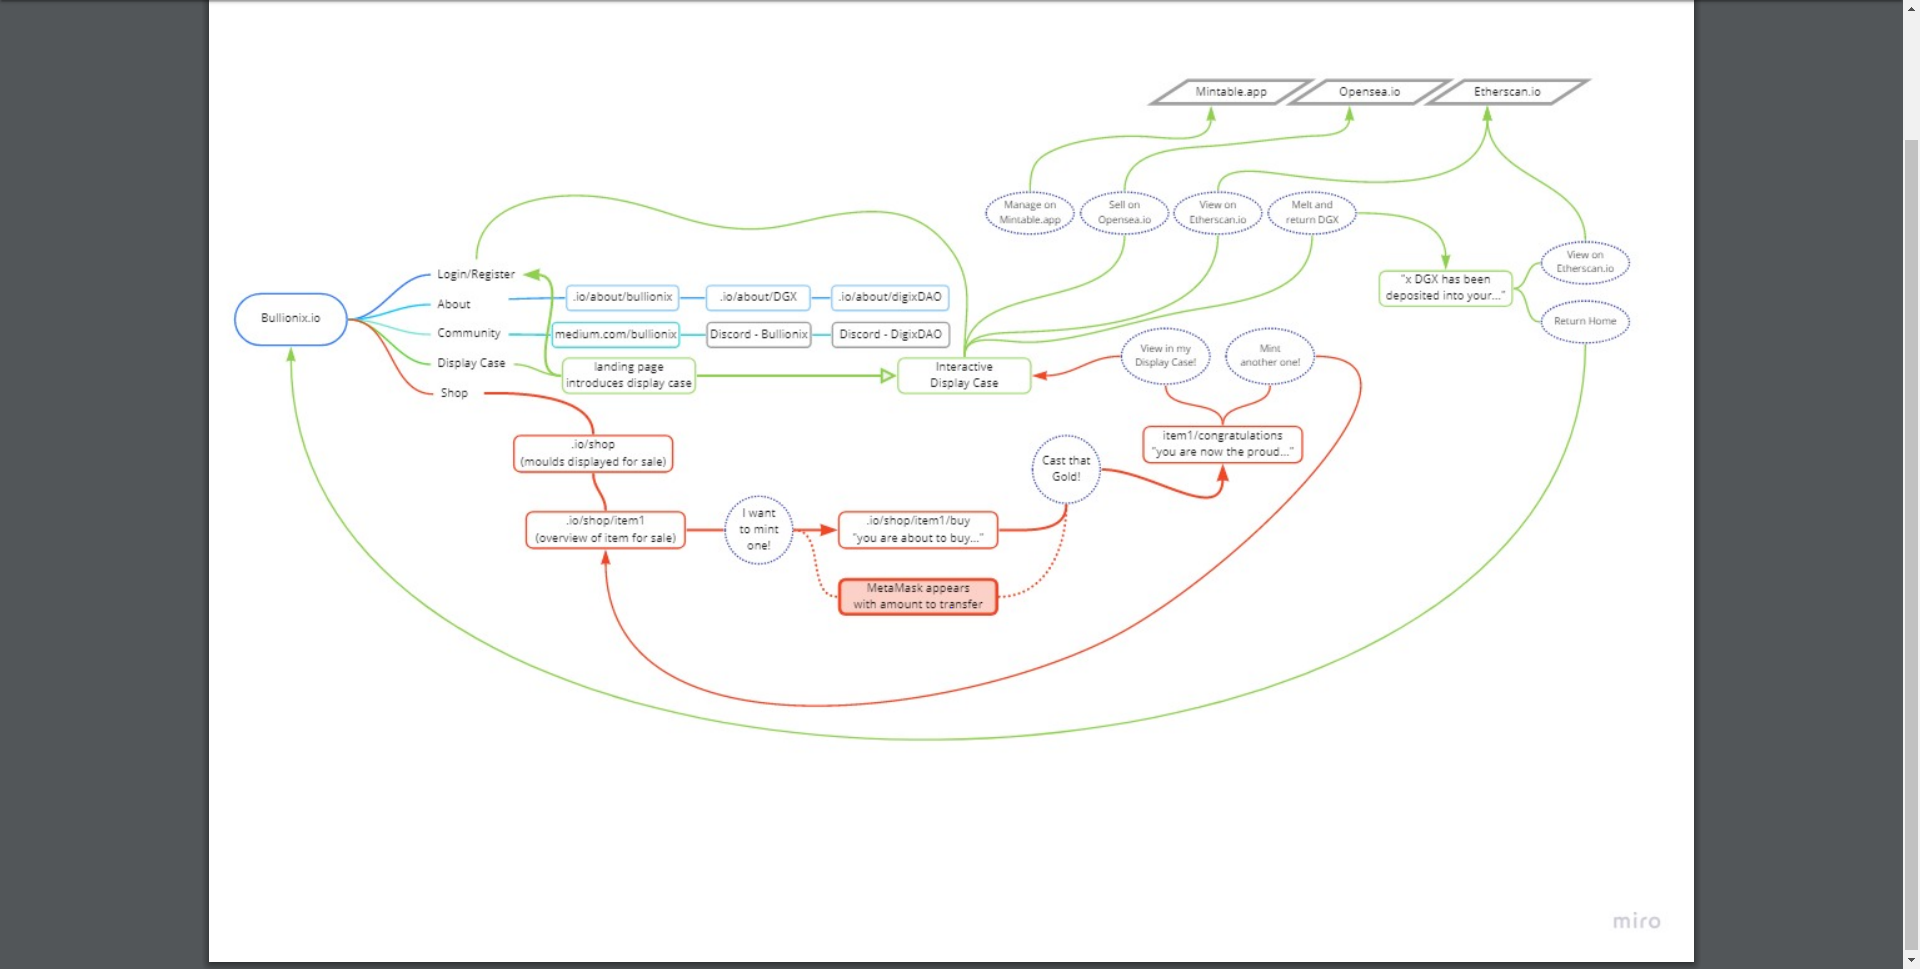 Mintable.app
Opensea.io
Etherscan.io
Manage on
Mintable.app
Sell on
Opensea.io
View on
Etherscan.io
Melt and
return DGX
View on
Etherscan.io
"x DGX has been
deposited into your..."
Return Home
Bullionix.io
Login/Register
About
Community
Display Case
Shop
.io/about/bullionix
.io/about/DGX
.io/about/digixDAO
medium.com/bullionix
Discord - Bullionix
Discord - DigixDAO
landing page
introduces display case
Interactive
Display Case
View in my
Display Case!
Mint
another one!
item1/congratulations
"you are now the proud..."
.io/shop
(moulds displayed for sale)
Cast that
Gold!
.io/shop/item1
(overview of item for sale)
I want
to mint
one!
.io/shop/item1/buy
"you are about to buy..."
MetaMask appears
with amount to transfer
miro